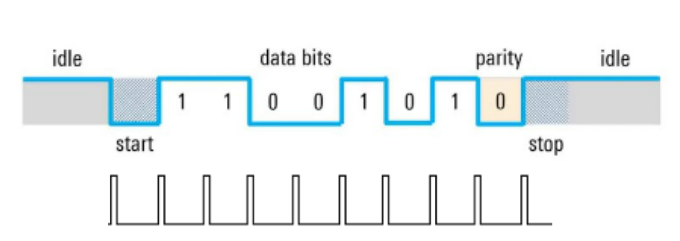 idle data bits parity idle
1 1 0 0 1 0 1 0
start stop